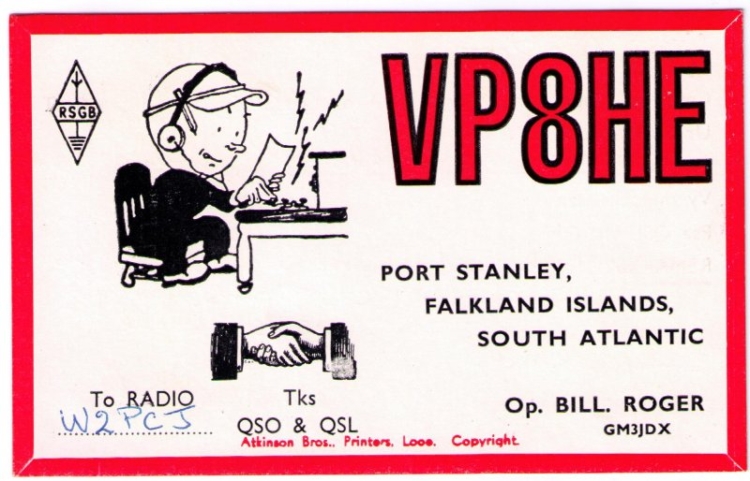 RSGB
VP8HE
PORT STANLEY,
FALKLAND ISLANDS,
SOUTH ATLANTIC
To RADIO
W2PCJ
Tks
QSO & QSL
Op. BILL. ROGER
GM3JDX
Atkinson Bros., Printers, Looe. Copyright.